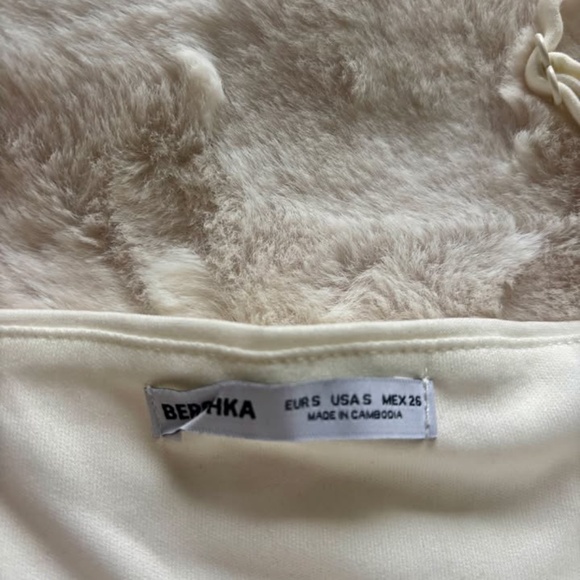 BERSHKA
EUR S USA S MEX 26
MADE IN CAMBODIA